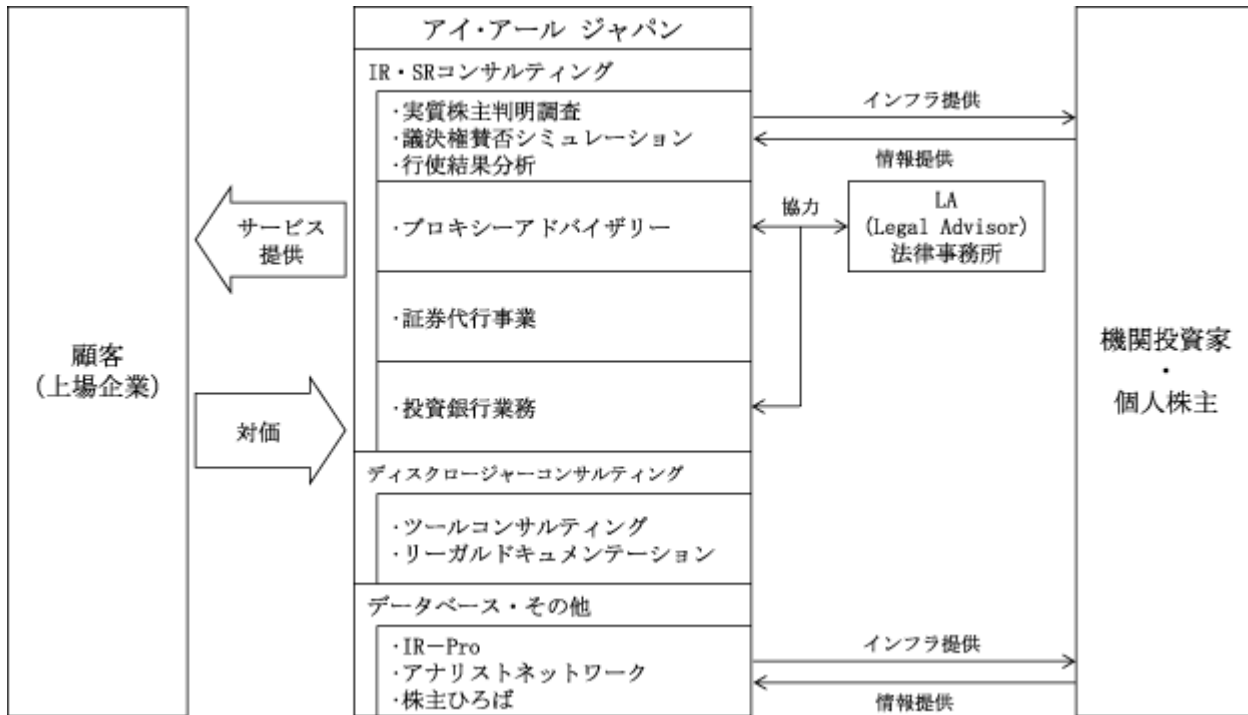 顧客
(上場企業)
サービス
提供
対価
アイ・アール ジャパン
IR・SRコンサルティング
・実質株主判明調査
・議決権賛否シミュレーション
・行使結果分析
・プロキシーアドバイザリー
・証券代行事業
・投資銀行業務
ディスクロージャーコンサルティング
・ツールコンサルティング
・リーガルドキュメンテーション
データベース・その他
・IR－Pro
・アナリストネットワーク
・株主ひろば
インフラ提供
情報提供
協力
LA
(Legal Advisor)
法律事務所
インフラ提供
情報提供
機関投資家
・
個人株主